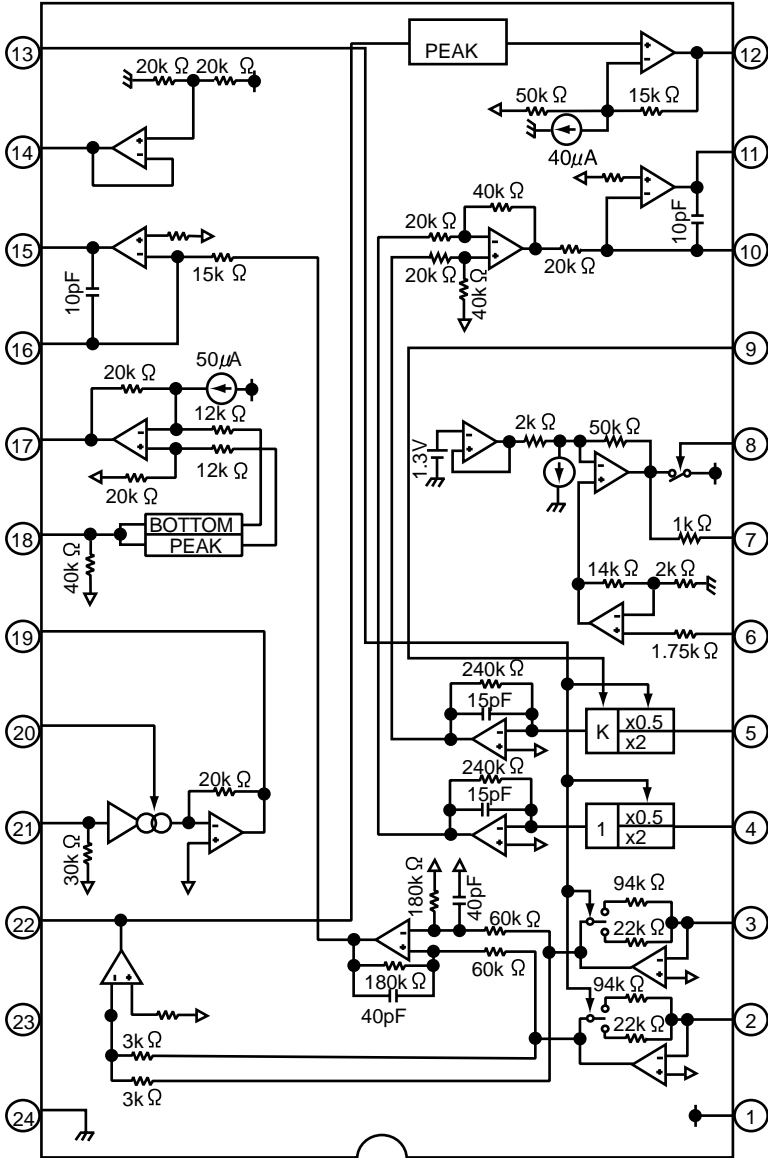 13
12
PEAK
20k Ω 20k Ω
50k Ω
15k Ω
14
40μA
11
40k Ω
20k Ω
15
15k Ω
10pF
10pF
10
20k Ω
40k Ω
20k Ω
16
9
50μA
20k Ω
12k Ω
17
12k Ω
20k Ω
2k Ω
50k Ω
8
1.3V
18
BOTTOM
PEAK
40k Ω
1k Ω
7
14k Ω
2k Ω
19
6
1.75k Ω
240k Ω
15pF
20
K
x0.5
x2
5
20k Ω
240k Ω
15pF
21
1
x0.5
x2
4
30k Ω
180k Ω
40pF
94k Ω
22
60k Ω
22k Ω
3
180k Ω
60k Ω
40pF
94k Ω
23
22k Ω
2
3k Ω
3k Ω
24
1